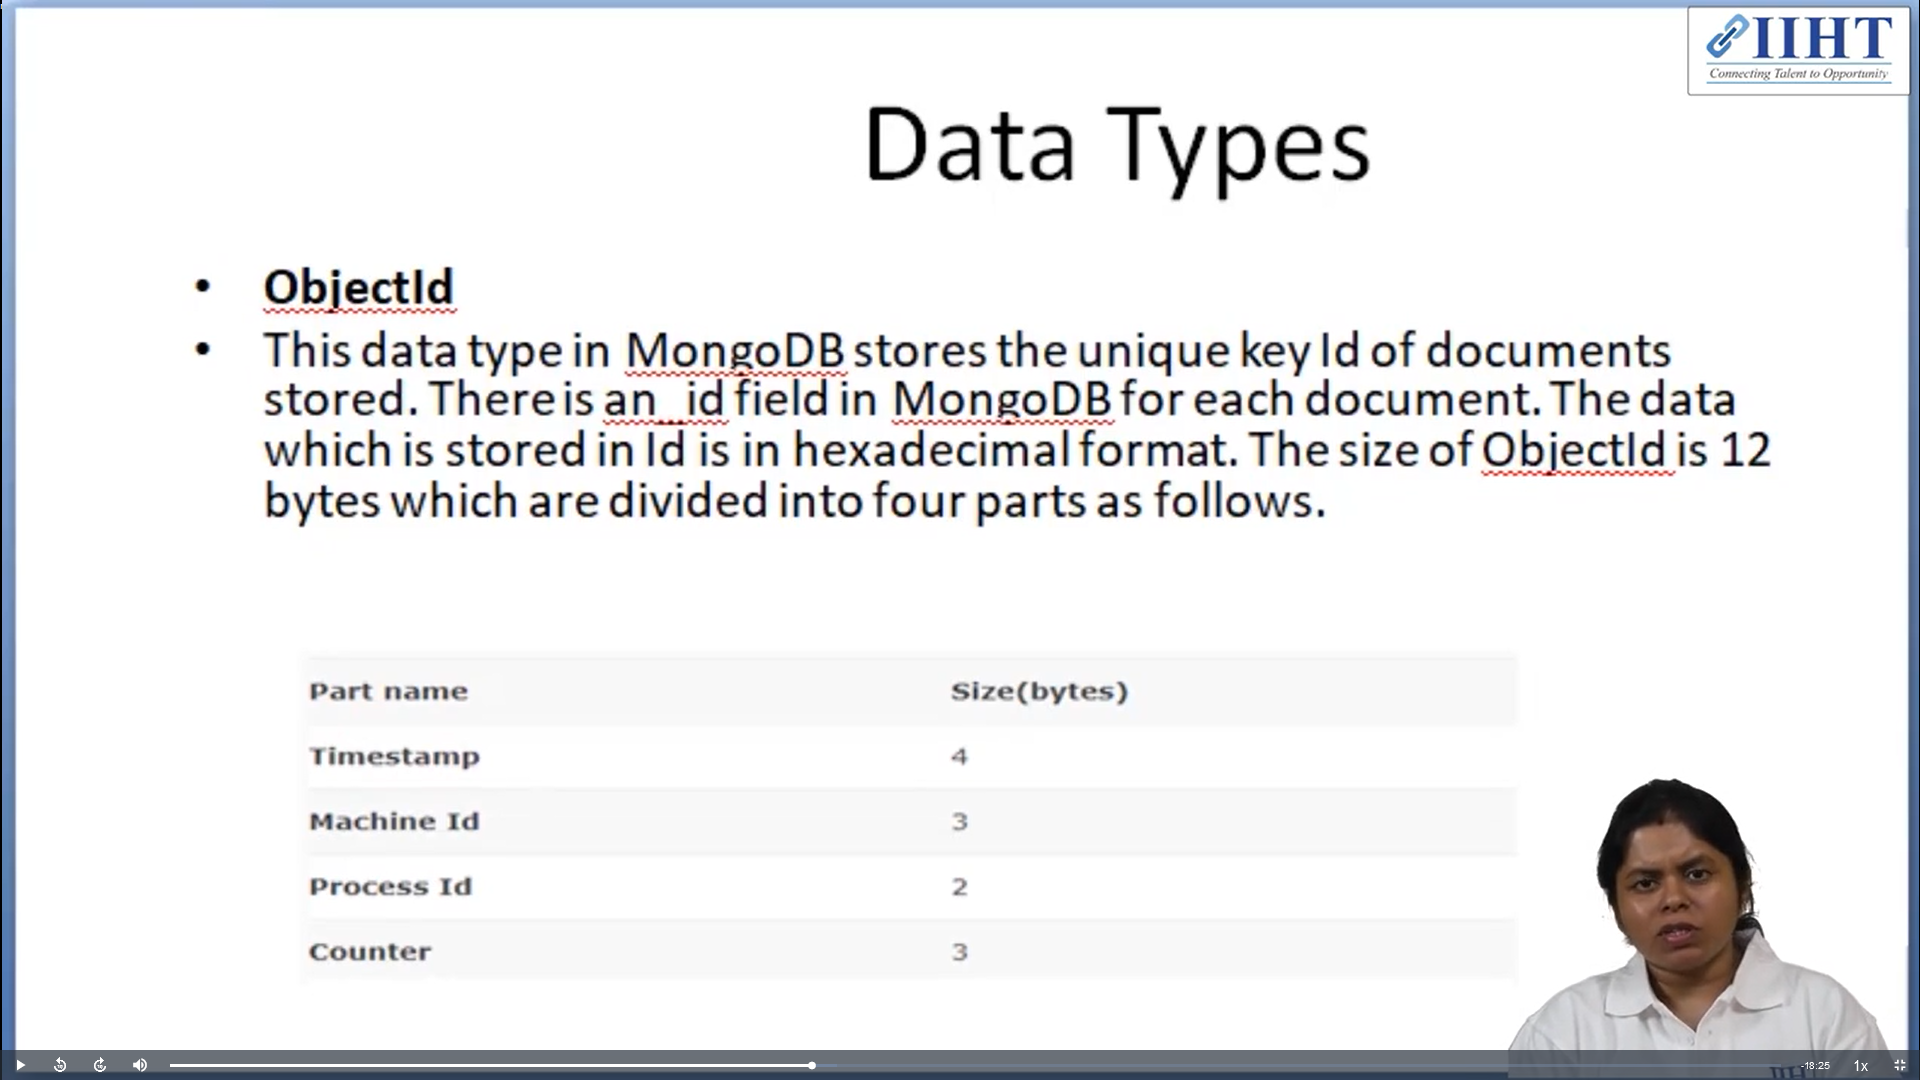 IIHT
Connecting Talent to Opportunity
Data Types
• ObjectId
• This data type in MongoDB stores the unique key Id of documents
stored. There is an _id field in MongoDB for each document. The data
which is stored in Id is in hexadecimal format. The size of ObjectId is 12
bytes which are divided into four parts as follows.
Part name Size(bytes)
Timestamp 4
Machine Id 3
Process Id 2
Counter 3
-18:25 1x